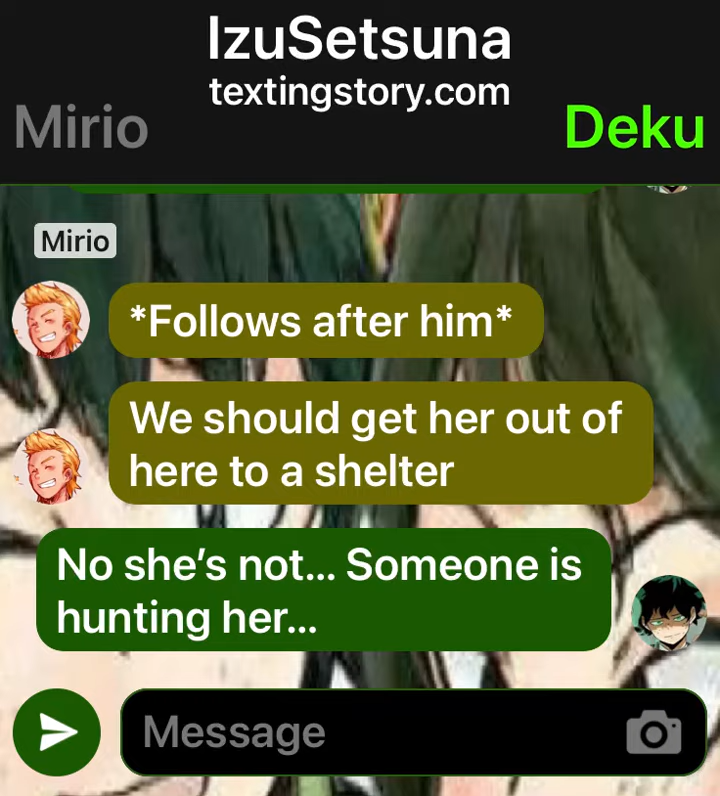 IzuSetsuna
textingstory.com
Mirio
Deku
Mirio
*Follows after him*
We should get her out of
here to a shelter
No she’s not... Someone is
hunting her...
Message